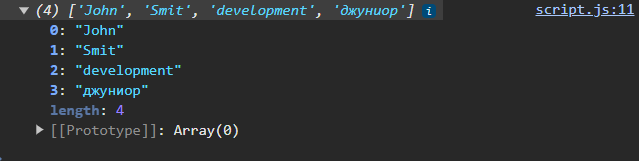 ▼ (4) ['John', 'Smit', 'development', 'джуниор'] i script.js:11
0: "John"
1: "Smit"
2: "development"
3: "джуниор"
length: 4
▶ [[Prototype]]: Array(0)